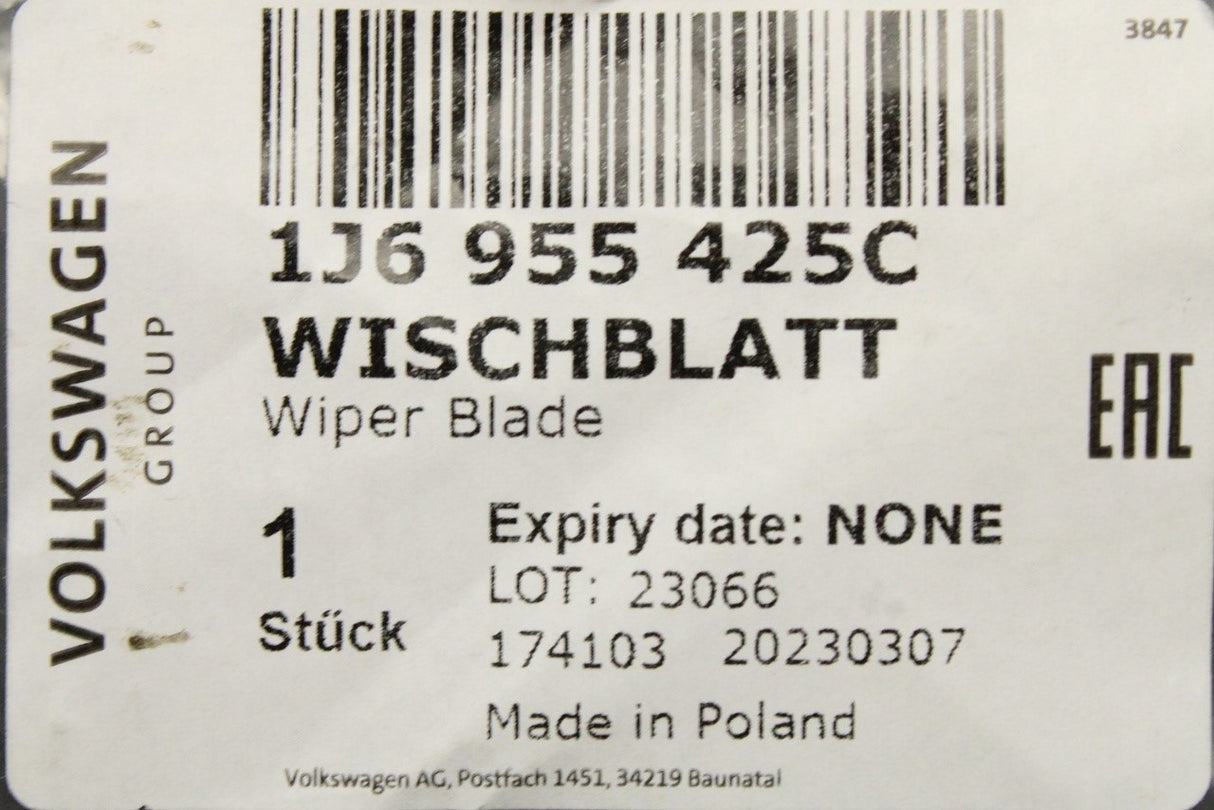 3847
VOLKSWAGEN
GROUP
1J6 955 425C
WISCHBLATT
Wiper Blade
EAC
1
Stück
Expiry date: NONE
LOT: 23066
174103 20230307
Made in Poland
Volkswagen AG, Postfach 1451, 34219 Baunatal